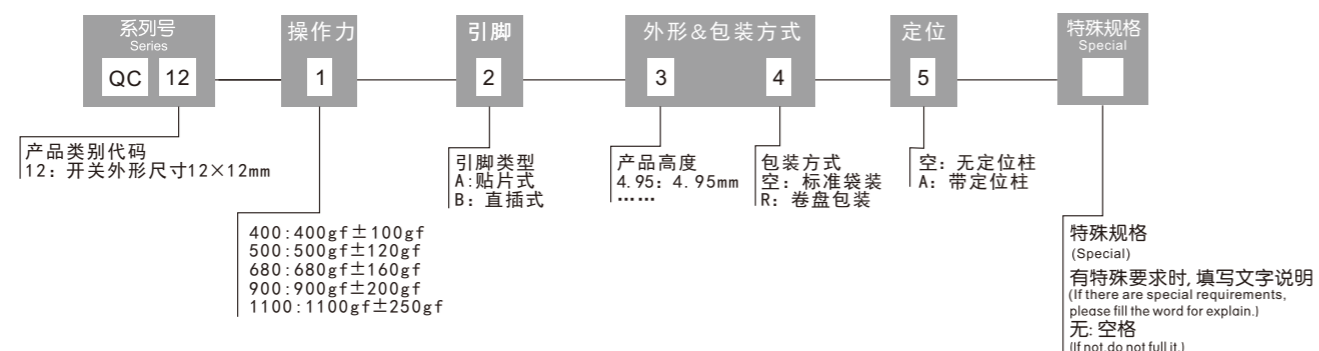 系列号
Series
QC 12
操作力
1
引脚
2
外形&包装方式
3 4
定位
5
特殊规格
Special
产品类别代码
12: 开关外形尺寸12×12mm
400:400gf±100gf
500:500gf±120gf
680:680gf±160gf
900:900gf±200gf
1100:1100gf±250gf
引脚类型
A:贴片式
B: 直插式
产品高度
4.95: 4.95mm
……
包装方式
空: 标准袋装
R: 卷盘包装
空: 无定位柱
A: 带定位柱
特殊规格
(Special)
有特殊要求时, 填写文字说明
(If there are special requirements,
please fill the word for explain.)
无: 空格
(If not,do not full it.)